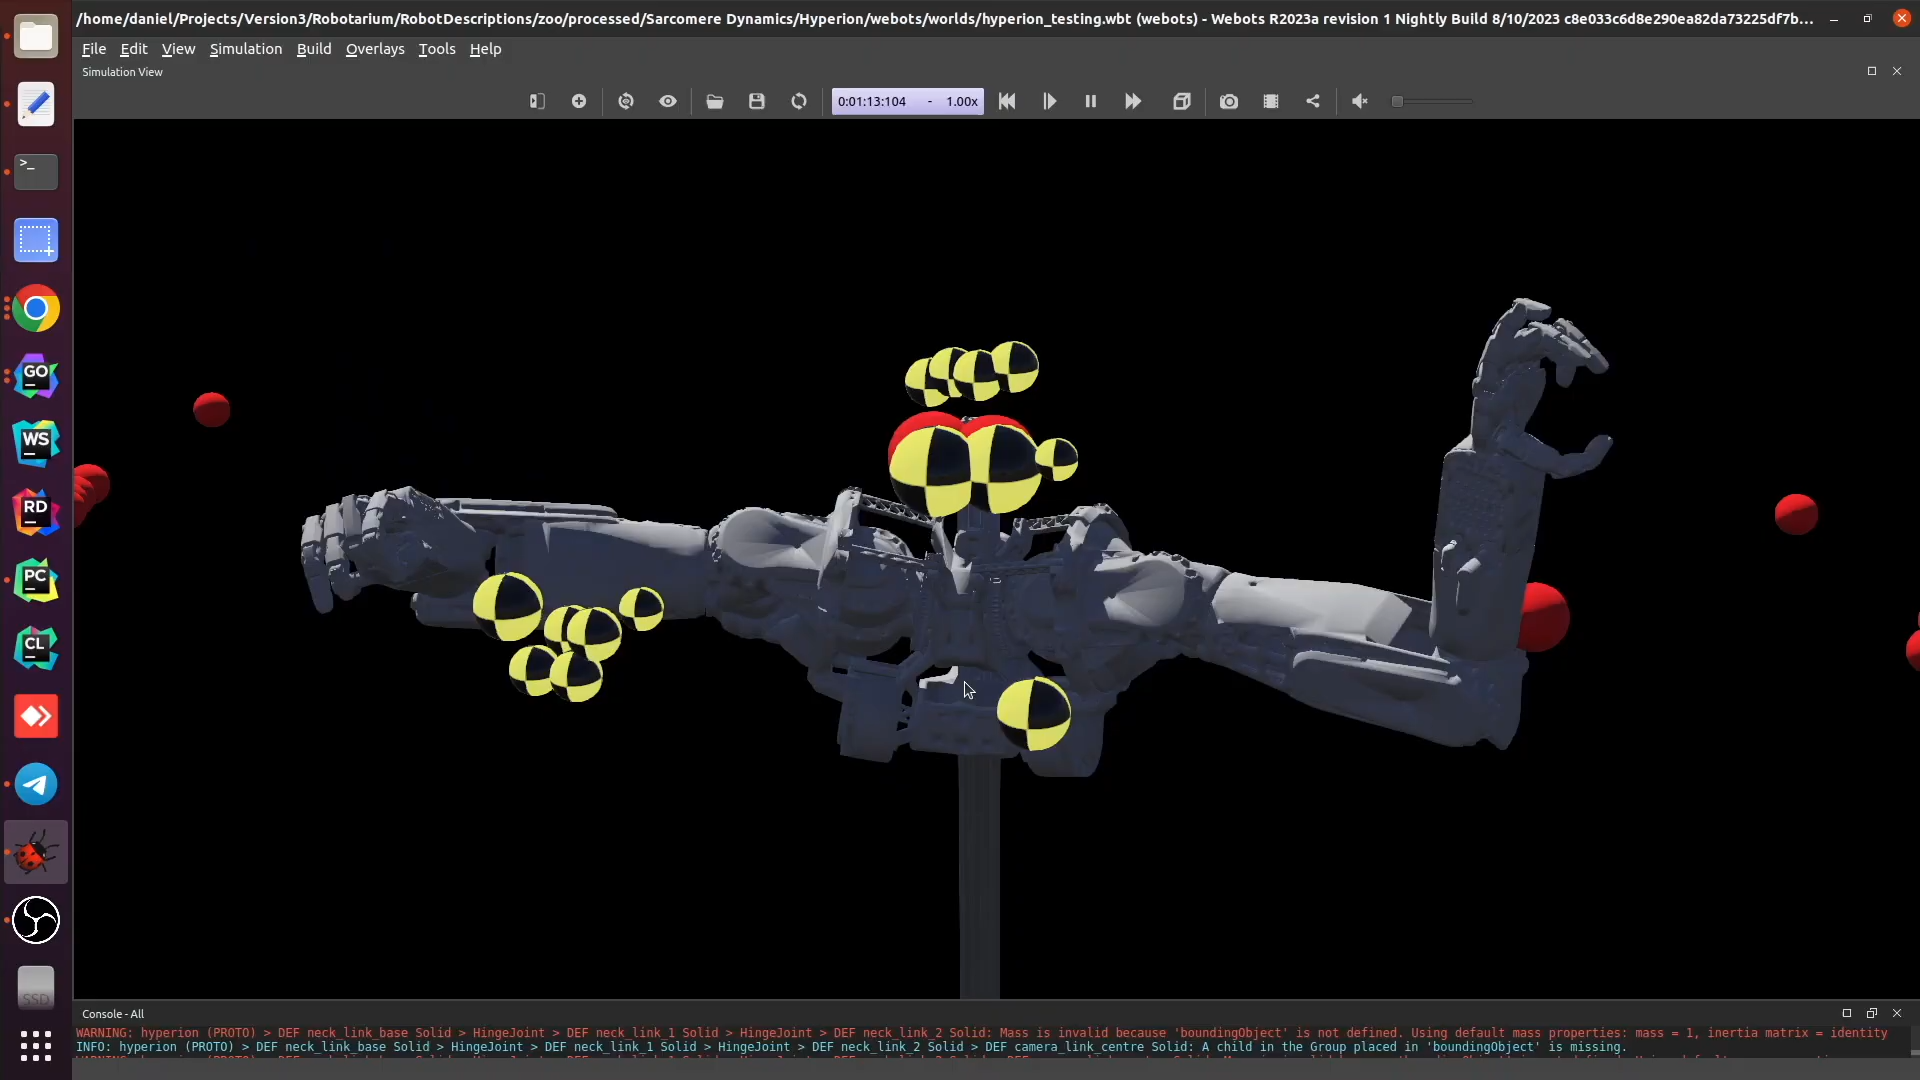 /home/daniel/Projects/Version3/Robotarium/RobotDescriptions/zoo/processed/Sarcomere Dynamics/Hyperion/webots/worlds/hyperion_testing.wbt (webots) - Webots R2023a revision 1 Nightly Build 8/10/2023 c8e033c6d8e290ea82da73225df7b...
File Edit View Simulation Build Overlays Tools Help
Simulation View
0:01:13:104 - 1.00x
>_
GO
WS
RD
PC
CL
SSD
Console - All
WARNING: hyperion (PROTO) > DEF neck_link_base Solid > HingeJoint > DEF neck_link_1 Solid > HingeJoint > DEF neck_link_2 Solid: Mass is invalid because 'boundingObject' is not defined. Using default mass properties: mass = 1, inertia matrix = identity
INFO: hyperion (PROTO) > DEF neck_link_base Solid > HingeJoint > DEF neck_link_1 Solid > HingeJoint > DEF neck_link_2 Solid > DEF camera_link_centre Solid: A child in the Group placed in 'boundingObject' is missing.